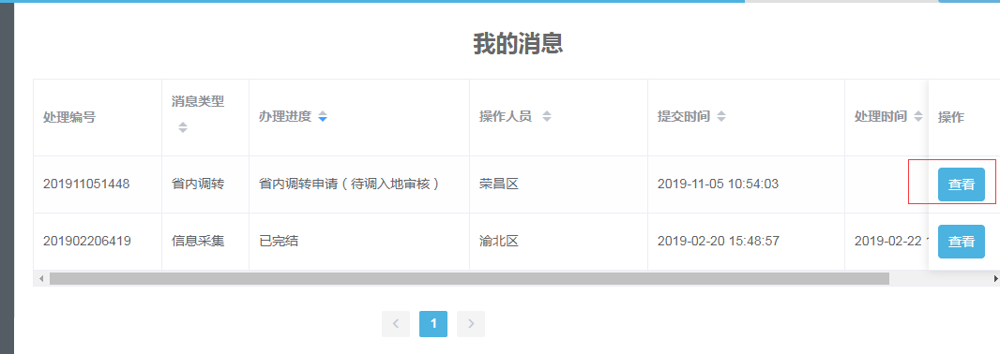 我的消息
处理编号 消息类型 办理进度 操作人员 提交时间 处理时间 操作
201911051448 省内调转 省内调转申请（待调入地审核） 荣昌区 2019-11-05 10:54:03 查看
201902206419 信息采集 已完结 渝北区 2019-02-20 15:48:57 2019-02-22 查看
1